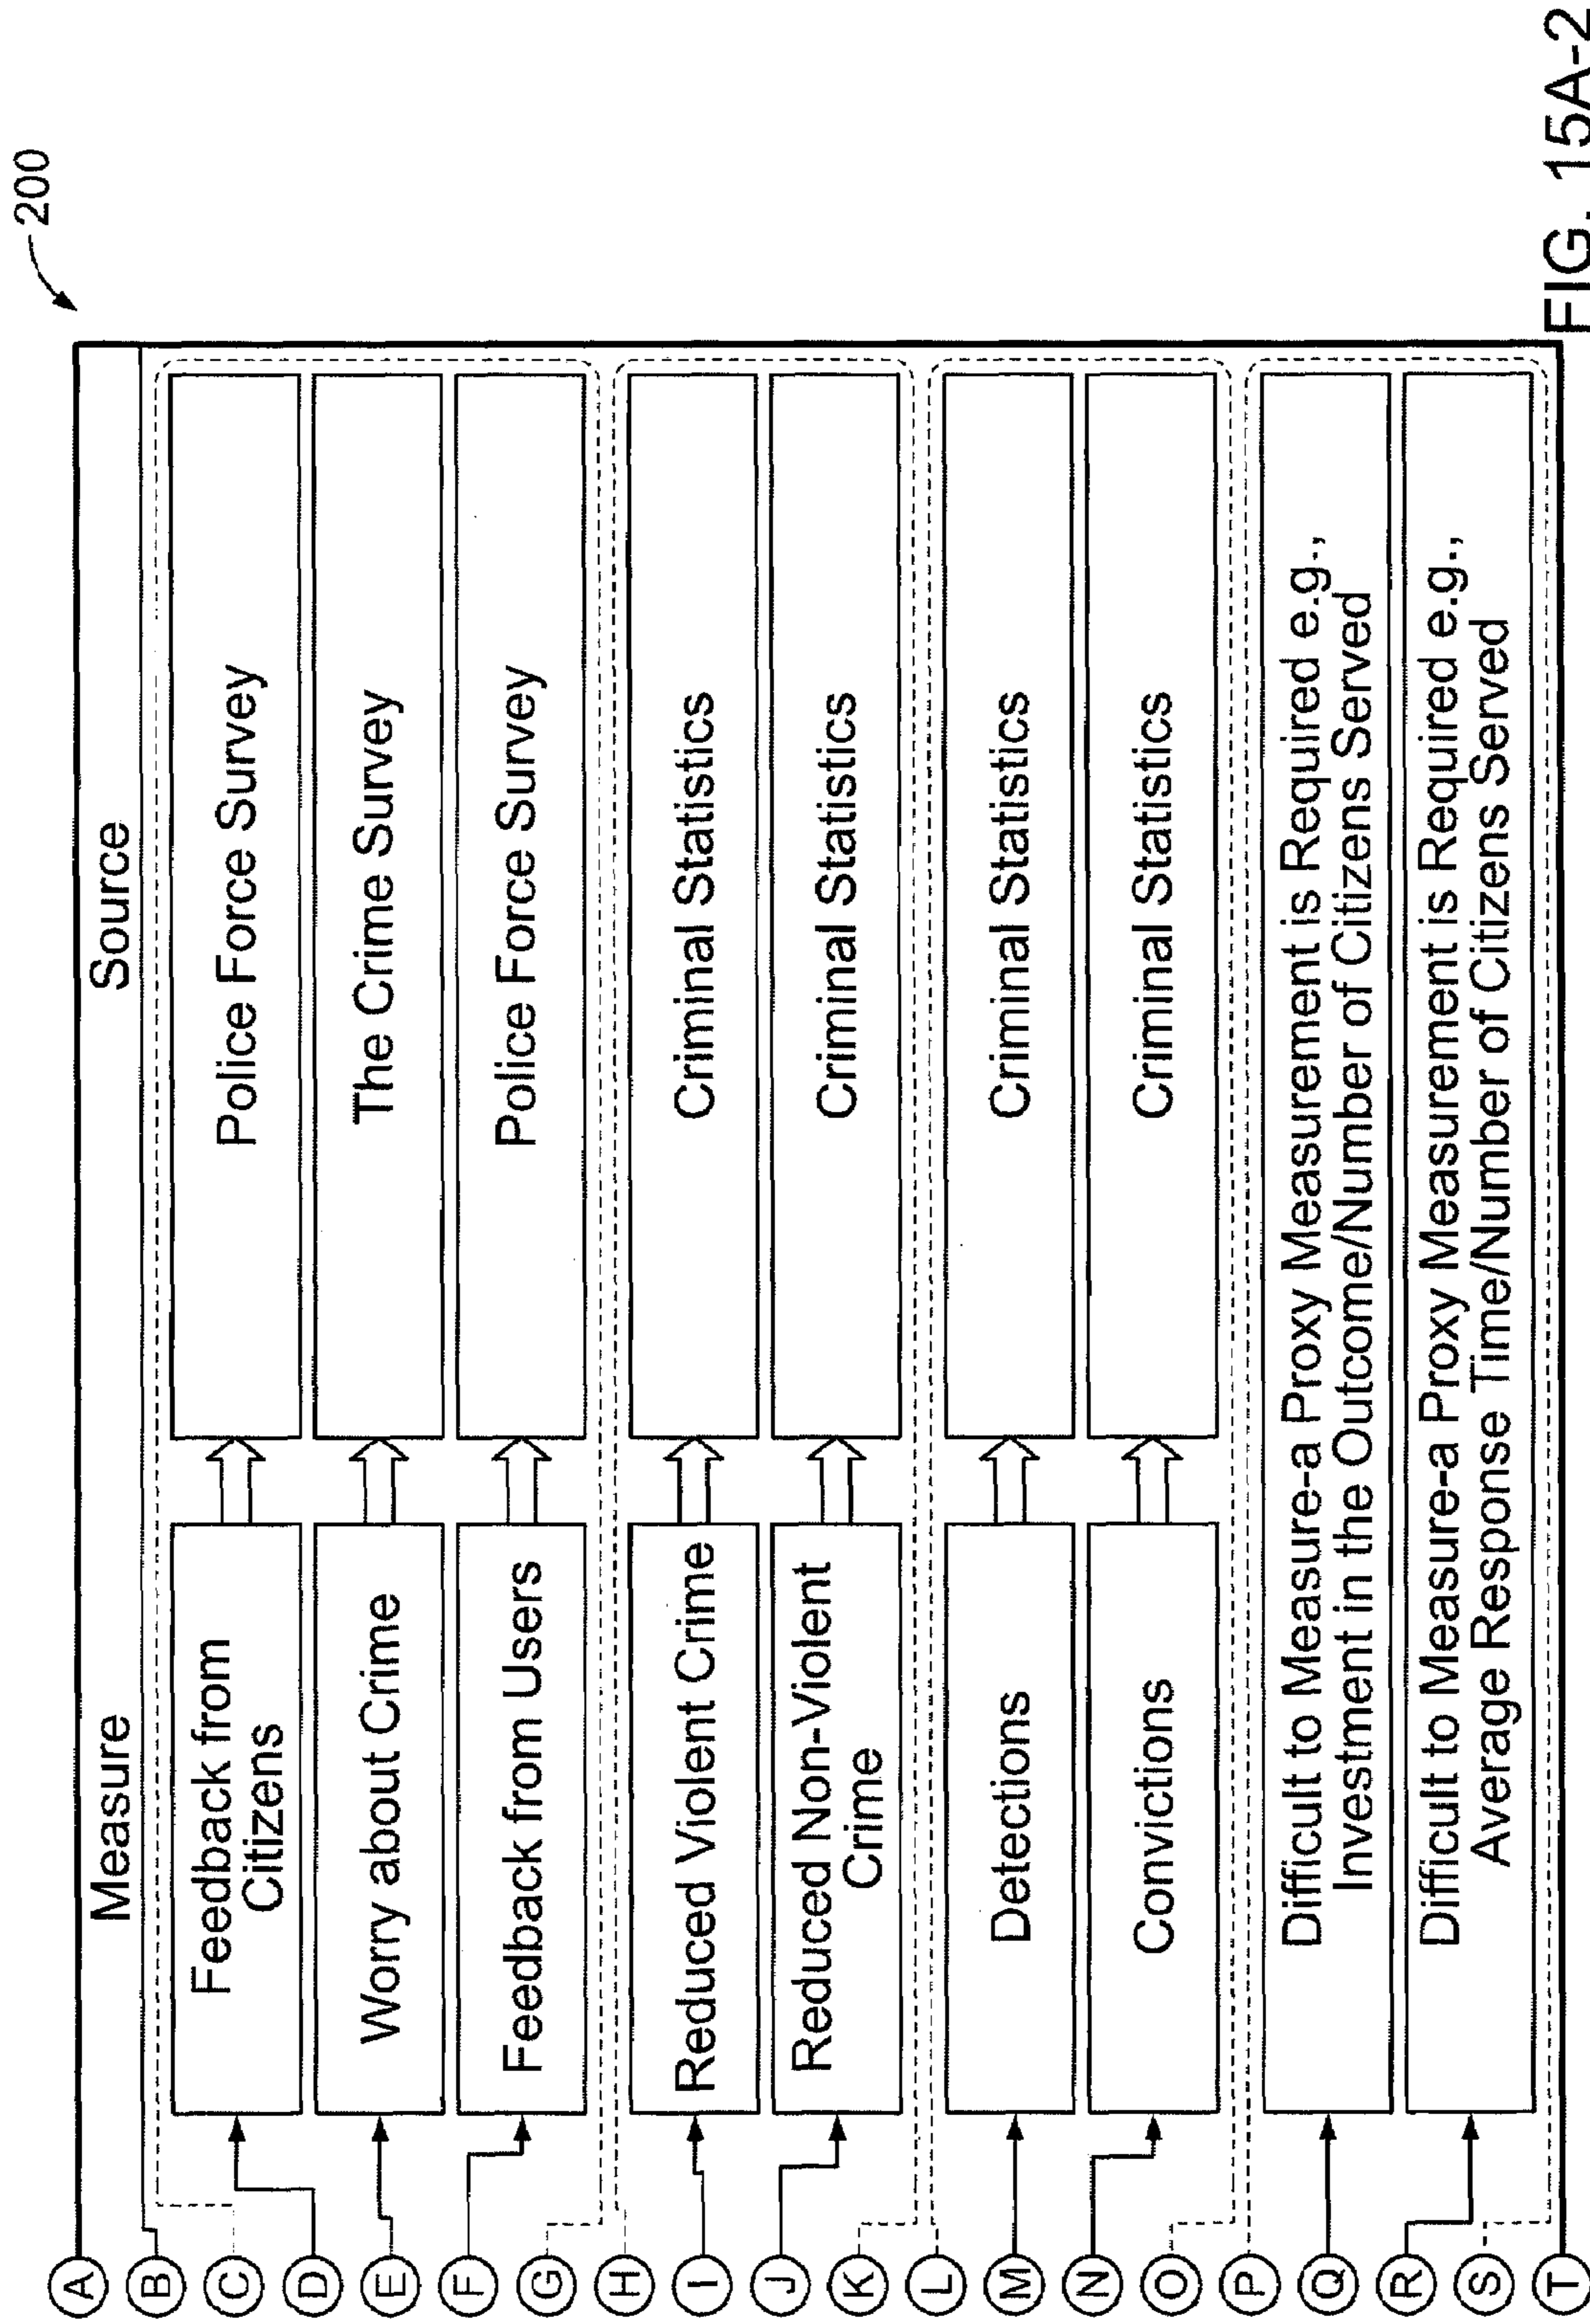 200
Measure
Source
A
B
C
D
E
F
G
H
I
J
K
L
M
N
O
P
Q
R
S
T
Feedback from
Citizens
Police Force Survey
Worry about Crime
The Crime Survey
Feedback from Users
Police Force Survey
Reduced Violent Crime
Criminal Statistics
Reduced Non-Violent
Crime
Criminal Statistics
Detections
Criminal Statistics
Convictions
Criminal Statistics
Difficult to Measure-a Proxy Measurement is Required e.g.,
Investment in the Outcome/Number of Citizens Served
Difficult to Measure-a Proxy Measurement is Required e.g.,
Average Response Time/Number of Citizens Served
FIG. 15A-2